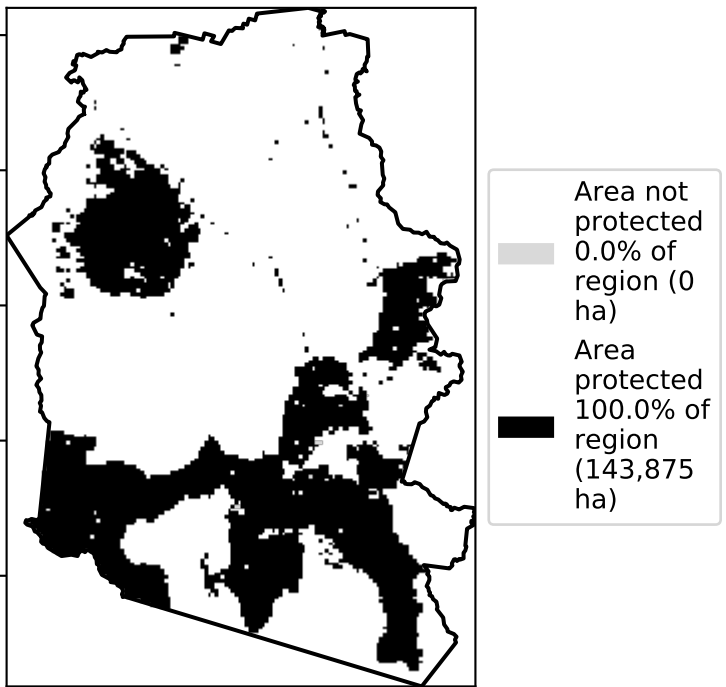 Area not
protected
0.0% of
region (0
ha)
Area
protected
100.0% of
region
(143,875
ha)